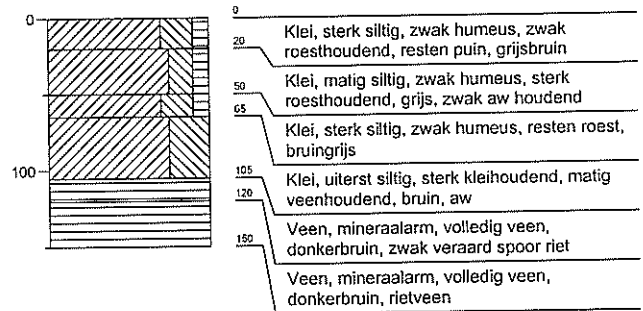 0
0
Klei, sterk siltig, zwak humeus, zwak
20
roesthoudend, resten puin, grijsbruin
Klei, matig siltig, zwak humeus, sterk
50
roesthoudend, grijs, zwak aw houdend
65
Klei, sterk siltig, zwak humeus, resten roest,
bruingrijs
100
105
Klei, uiterst siltig, sterk kleihoudend, matig
120
veenhoudend, bruin, aw
Veen, mineraalarm, volledig veen,
150
donkerbruin, zwak veraard spoor riet
Veen, mineraalarm, volledig veen,
donkerbruin, rietveen